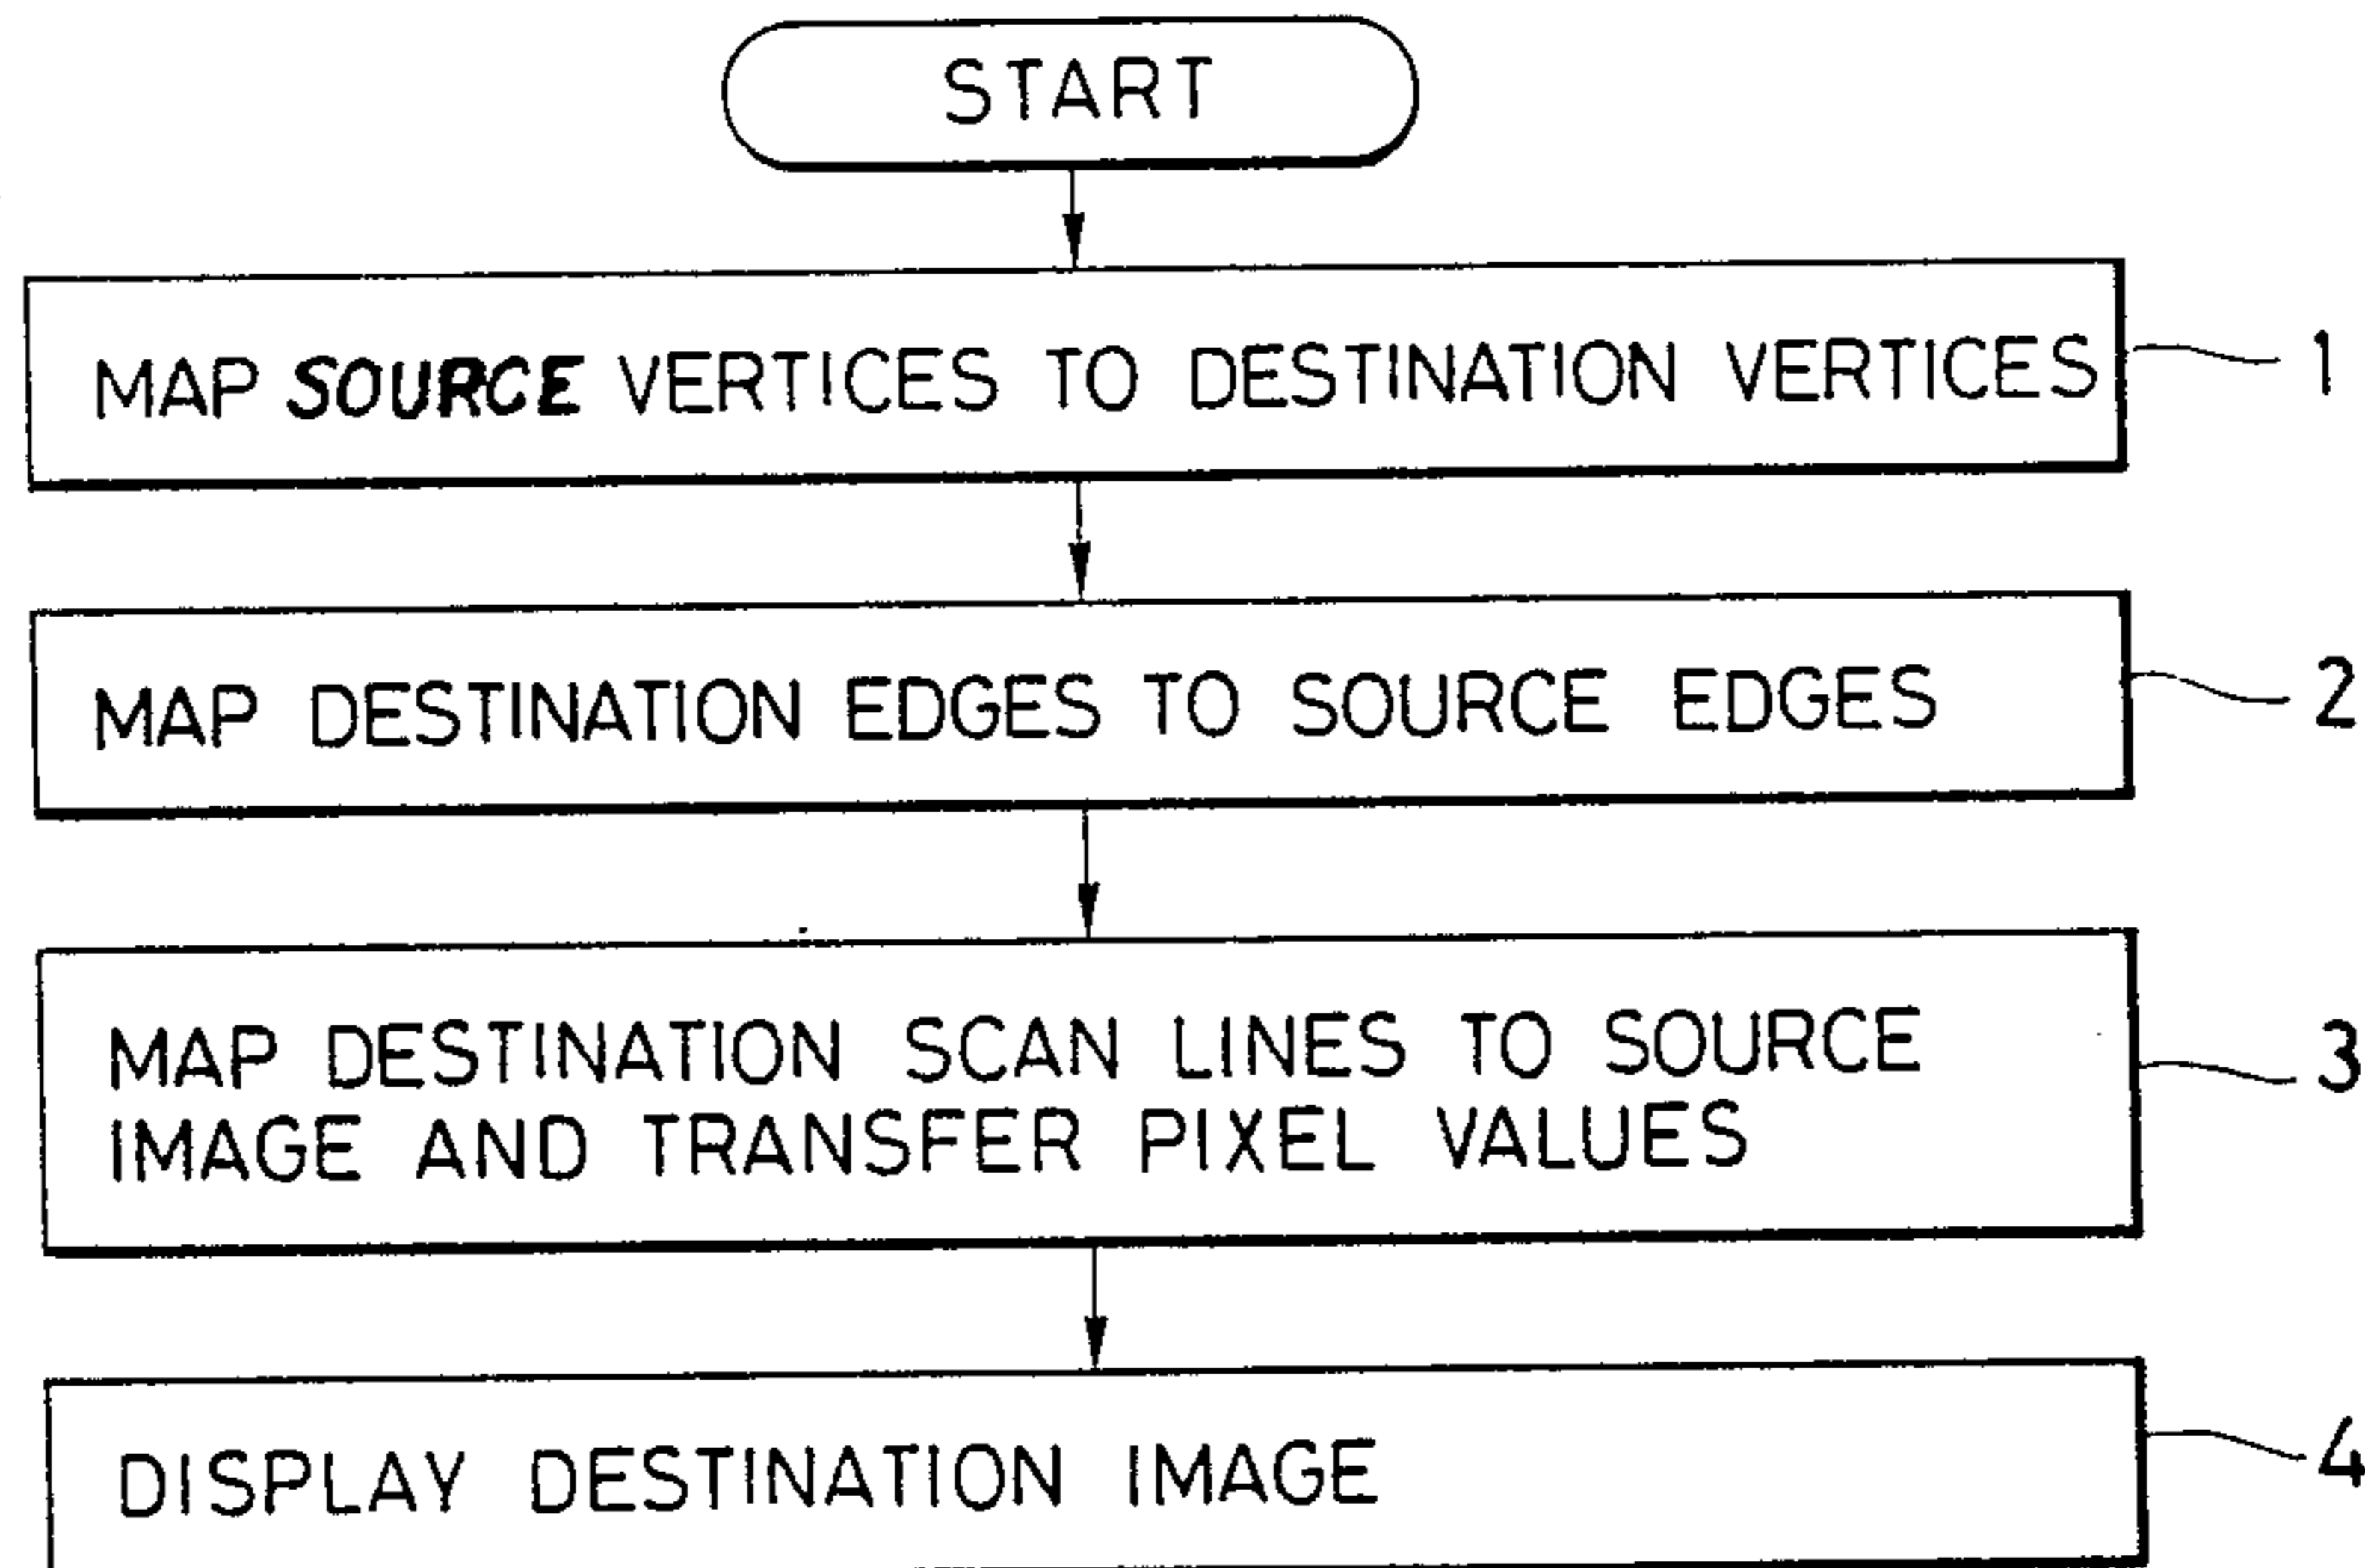 START
MAP SOURCE VERTICES TO DESTINATION VERTICES
1
MAP DESTINATION EDGES TO SOURCE EDGES
2
MAP DESTINATION SCAN LINES TO SOURCE
3
IMAGE AND TRANSFER PIXEL VALUES
DISPLAY DESTINATION IMAGE
4